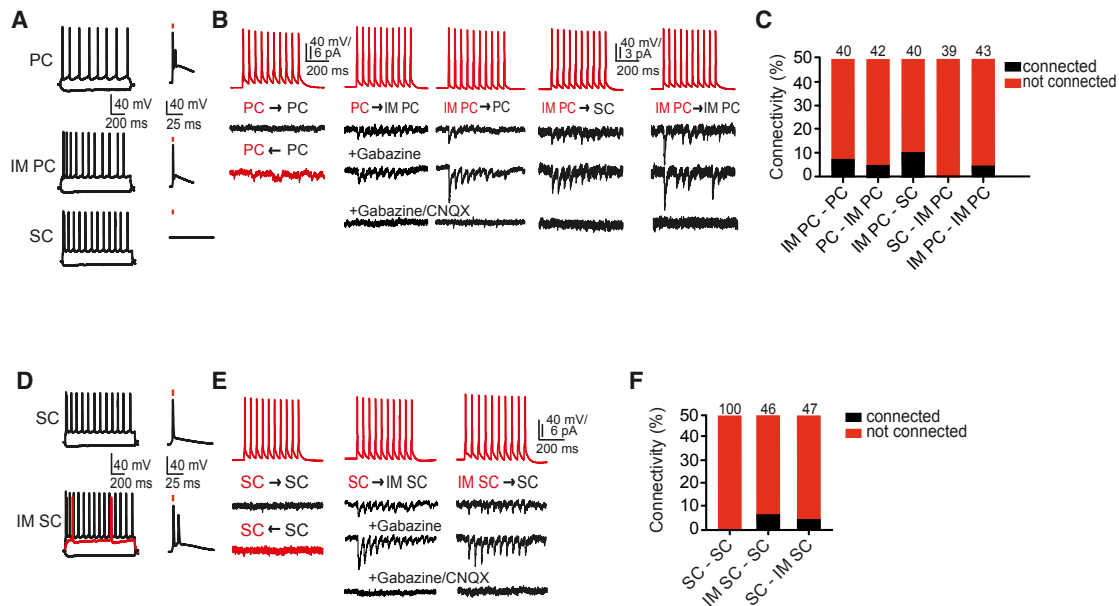 A
PC
40 mV
200 ms
40 mV
25 ms
IM PC
SC
B
40 mV/
6 pA
200 ms
40 mV/
3 pA
200 ms
PC → PC
PC → IM PC
IM PC → PC
IM PC → SC
IM PC → IM PC
PC ← PC
+Gabazine
+Gabazine/CNQX
C
Connectivity (%)
50
40
30
20
10
0
40
42
40
39
43
connected
not connected
IM PC - PC
PC - IM PC
IM PC - SC
SC - IM PC
IM PC - IM PC
D
SC
40 mV
200 ms
40 mV
25 ms
IM SC
E
40 mV/
6 pA
200 ms
SC → SC
SC → IM SC
IM SC → SC
SC ← SC
+Gabazine
+Gabazine/CNQX
F
Connectivity (%)
50
40
30
20
10
0
100
46
47
connected
not connected
SC - SC
IM SC - SC
SC - IM SC